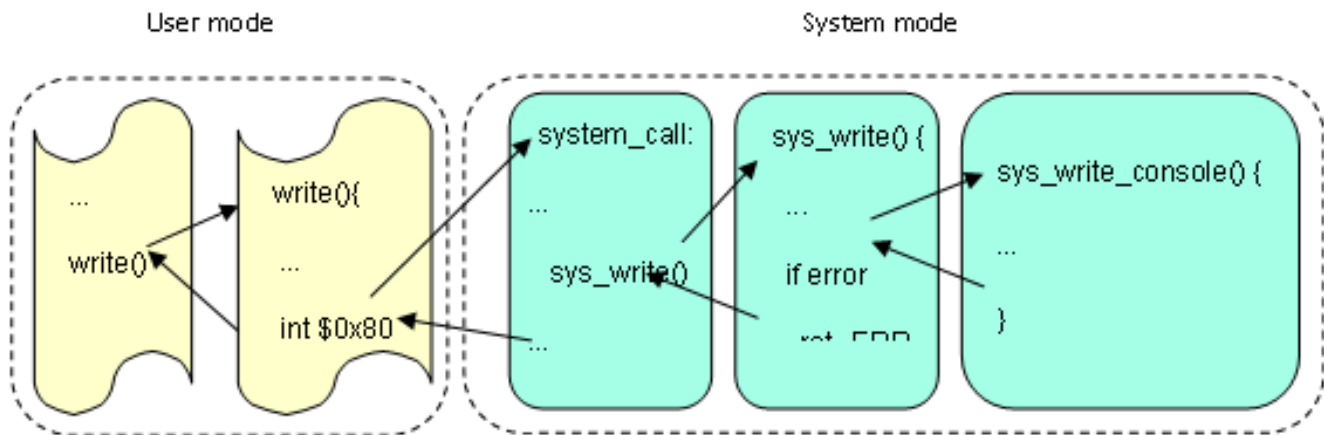 User mode
System mode
...
write()
write(){
...
int $0x80
system_call:
...
sys_write()
...
sys_write() {
...
if error
sys_write_console() {
...
}